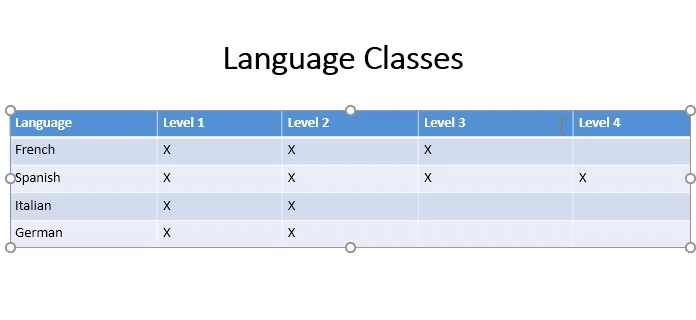 Language Classes
Language Level 1 Level 2 Level 3 Level 4
French X X X
Spanish X X X X
Italian X X
German X X